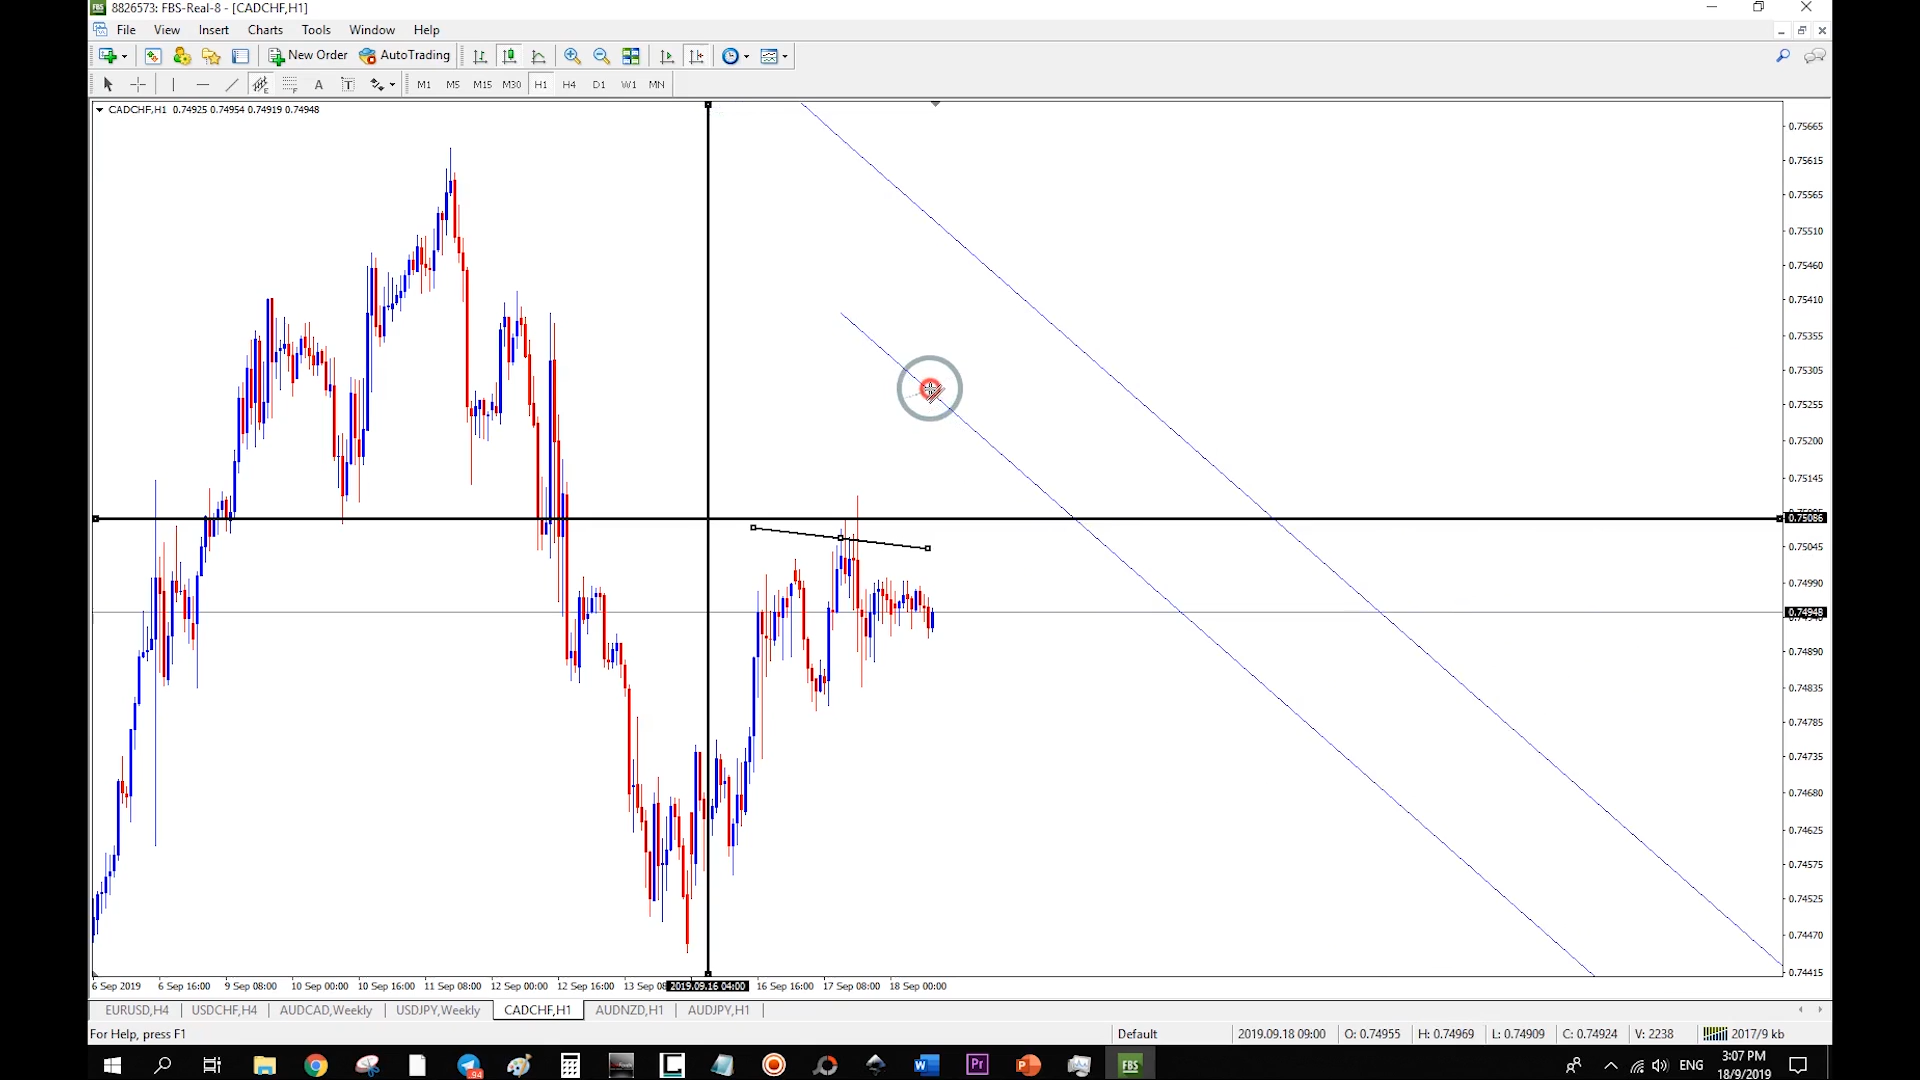 8826573: FBS-Real-8 - [CADCHF,H1]
File View Insert Charts Tools Window Help
New Order AutoTrading
A T M1 M5 M15 M30 H1 H4 D1 W1 MN
CADCHF,H1 0.74925 0.74954 0.74919 0.74948
0.75665
0.75615
0.75565
0.75510
0.75460
0.75410
0.75355
0.75305
0.75255
0.75200
0.75145
0.75086
0.75045
0.74990
0.74948
0.74890
0.74835
0.74785
0.74735
0.74680
0.74625
0.74575
0.74525
0.74470
0.74415
6 Sep 2019 6 Sep 16:00 9 Sep 08:00 10 Sep 00:00 10 Sep 16:00 11 Sep 08:00 12 Sep 00:00 12 Sep 16:00 13 Sep 08 2019.09.16 04:00 16 Sep 16:00 17 Sep 08:00 18 Sep 00:00
EURUSD,H4 USDCHF,H4 AUDCAD,Weekly USDJPY,Weekly CADCHF,H1 AUDNZD,H1 AUDJPY,H1
For Help, press F1 Default 2019.09.18 09:00 O: 0.74955 H: 0.74969 L: 0.74909 C: 0.74924 V: 2238 2017/9 kb
94 FBS ENG 3:07 PM
18/9/2019